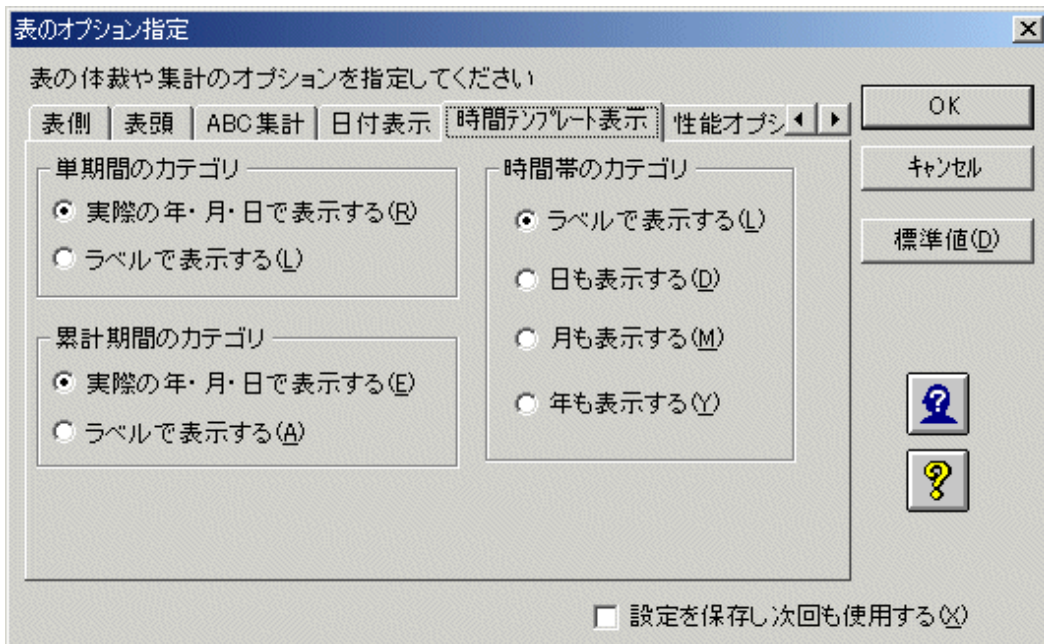 表のオプション指定
表の体裁や集計のオプションを指定してください
表側 表頭 ABC集計 日付表示 時間テンプレート表示 性能オプシ
OK
キャンセル
標準値(D)
単期間のカテゴリ
実際の年・月・日で表示する(R)
ラベルで表示する(L)
累計期間のカテゴリ
実際の年・月・日で表示する(E)
ラベルで表示する(A)
時間帯のカテゴリ
ラベルで表示する(L)
日も表示する(D)
月も表示する(M)
年も表示する(Y)
設定を保存し次回も使用する(X)